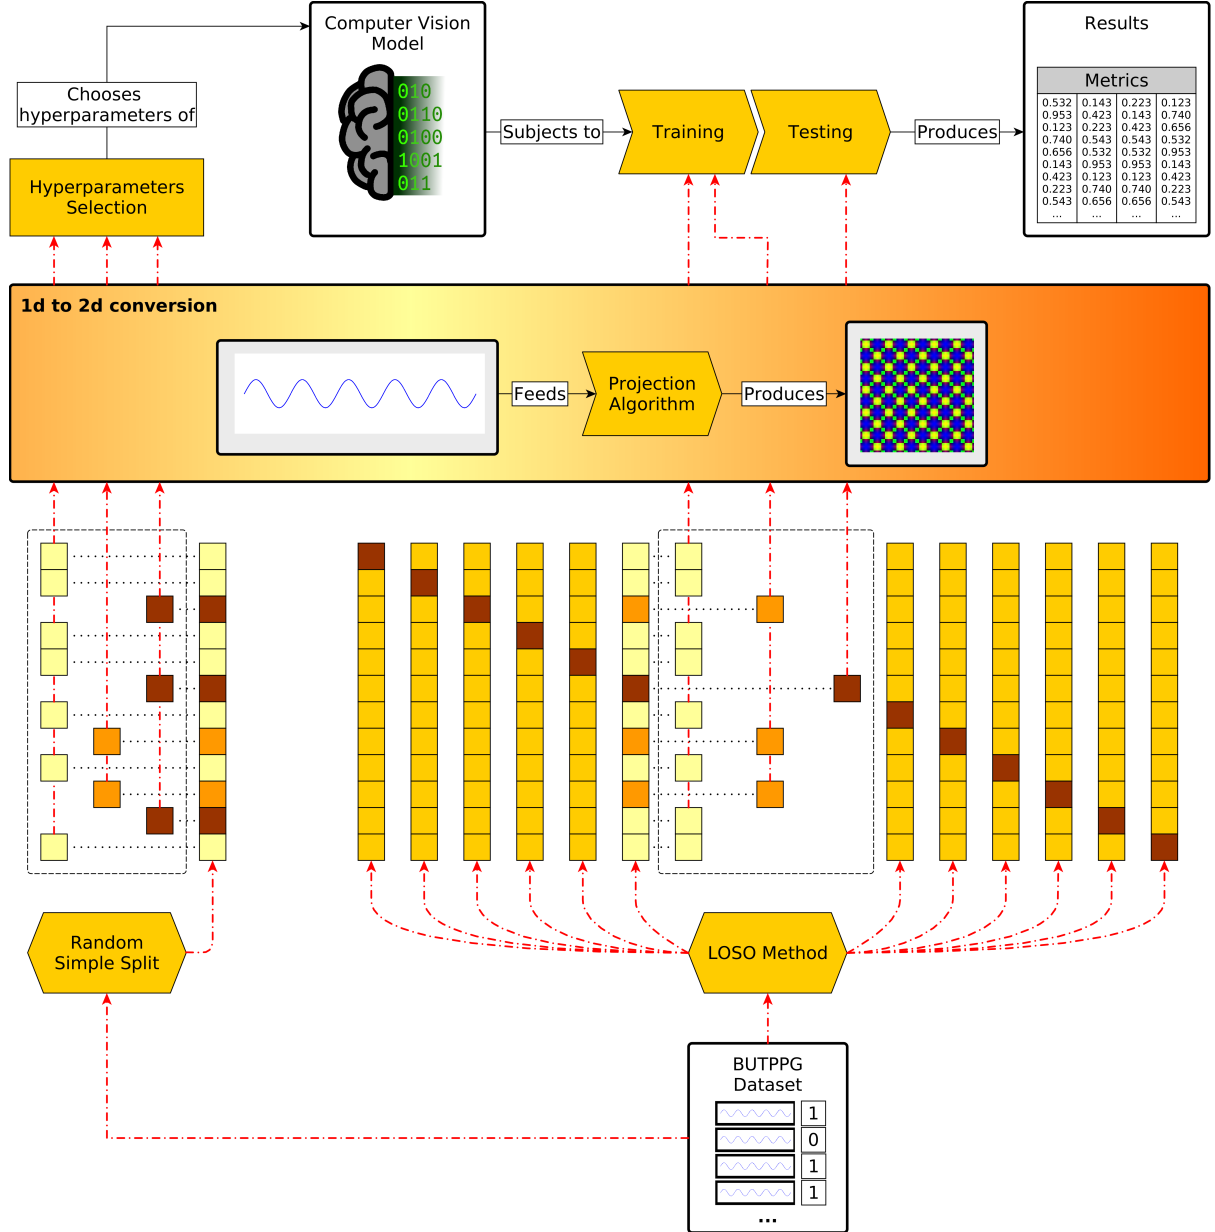 Computer Vision
Model
010
0110
0100
1001
011
Chooses
hyperparameters of
Hyperparameters
Selection
Subjects to
Training
Testing
Produces
Results
Metrics
0.532 0.143 0.223 0.123
0.953 0.423 0.143 0.740
0.123 0.223 0.423 0.656
0.740 0.543 0.543 0.532
0.656 0.532 0.532 0.953
0.143 0.953 0.953 0.143
0.423 0.123 0.123 0.423
0.223 0.740 0.740 0.223
0.543 0.656 0.656 0.543
... ... ... ...
1d to 2d conversion
Feeds
Projection
Algorithm
Produces
Random
Simple Split
LOSO Method
BUTPPG
Dataset
1
0
1
1
...